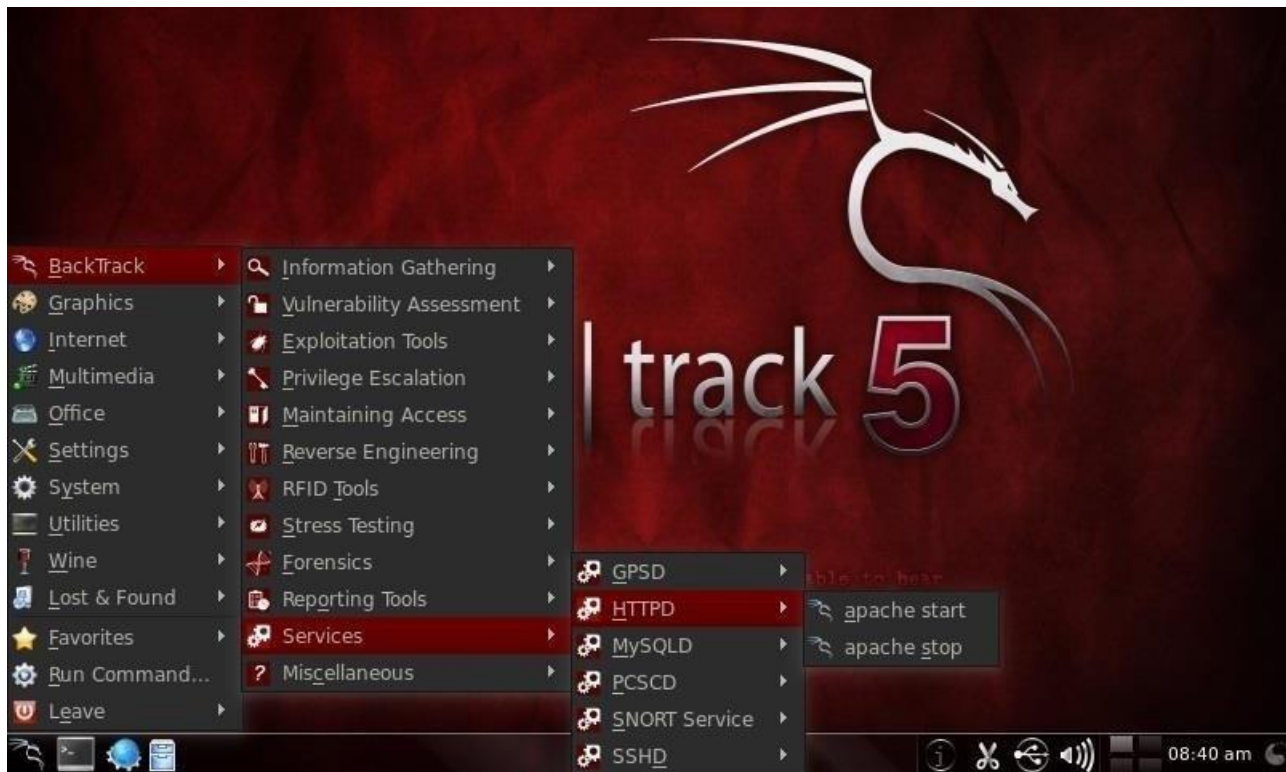 BackTrack
Graphics
Internet
Multimedia
Office
Settings
System
Utilities
Wine
Lost & Found
Favorites
Run Command...
Leave
Information Gathering
Vulnerability Assessment
Exploitation Tools
Privilege Escalation
Maintaining Access
Reverse Engineering
RFID Tools
Stress Testing
Forensics
Reporting Tools
Services
Miscellaneous
GPSD
HTTPD
MySQLD
PCSCD
SNORT Service
SSHD
apache start
apache stop
| track 5
to hear
08:40 am